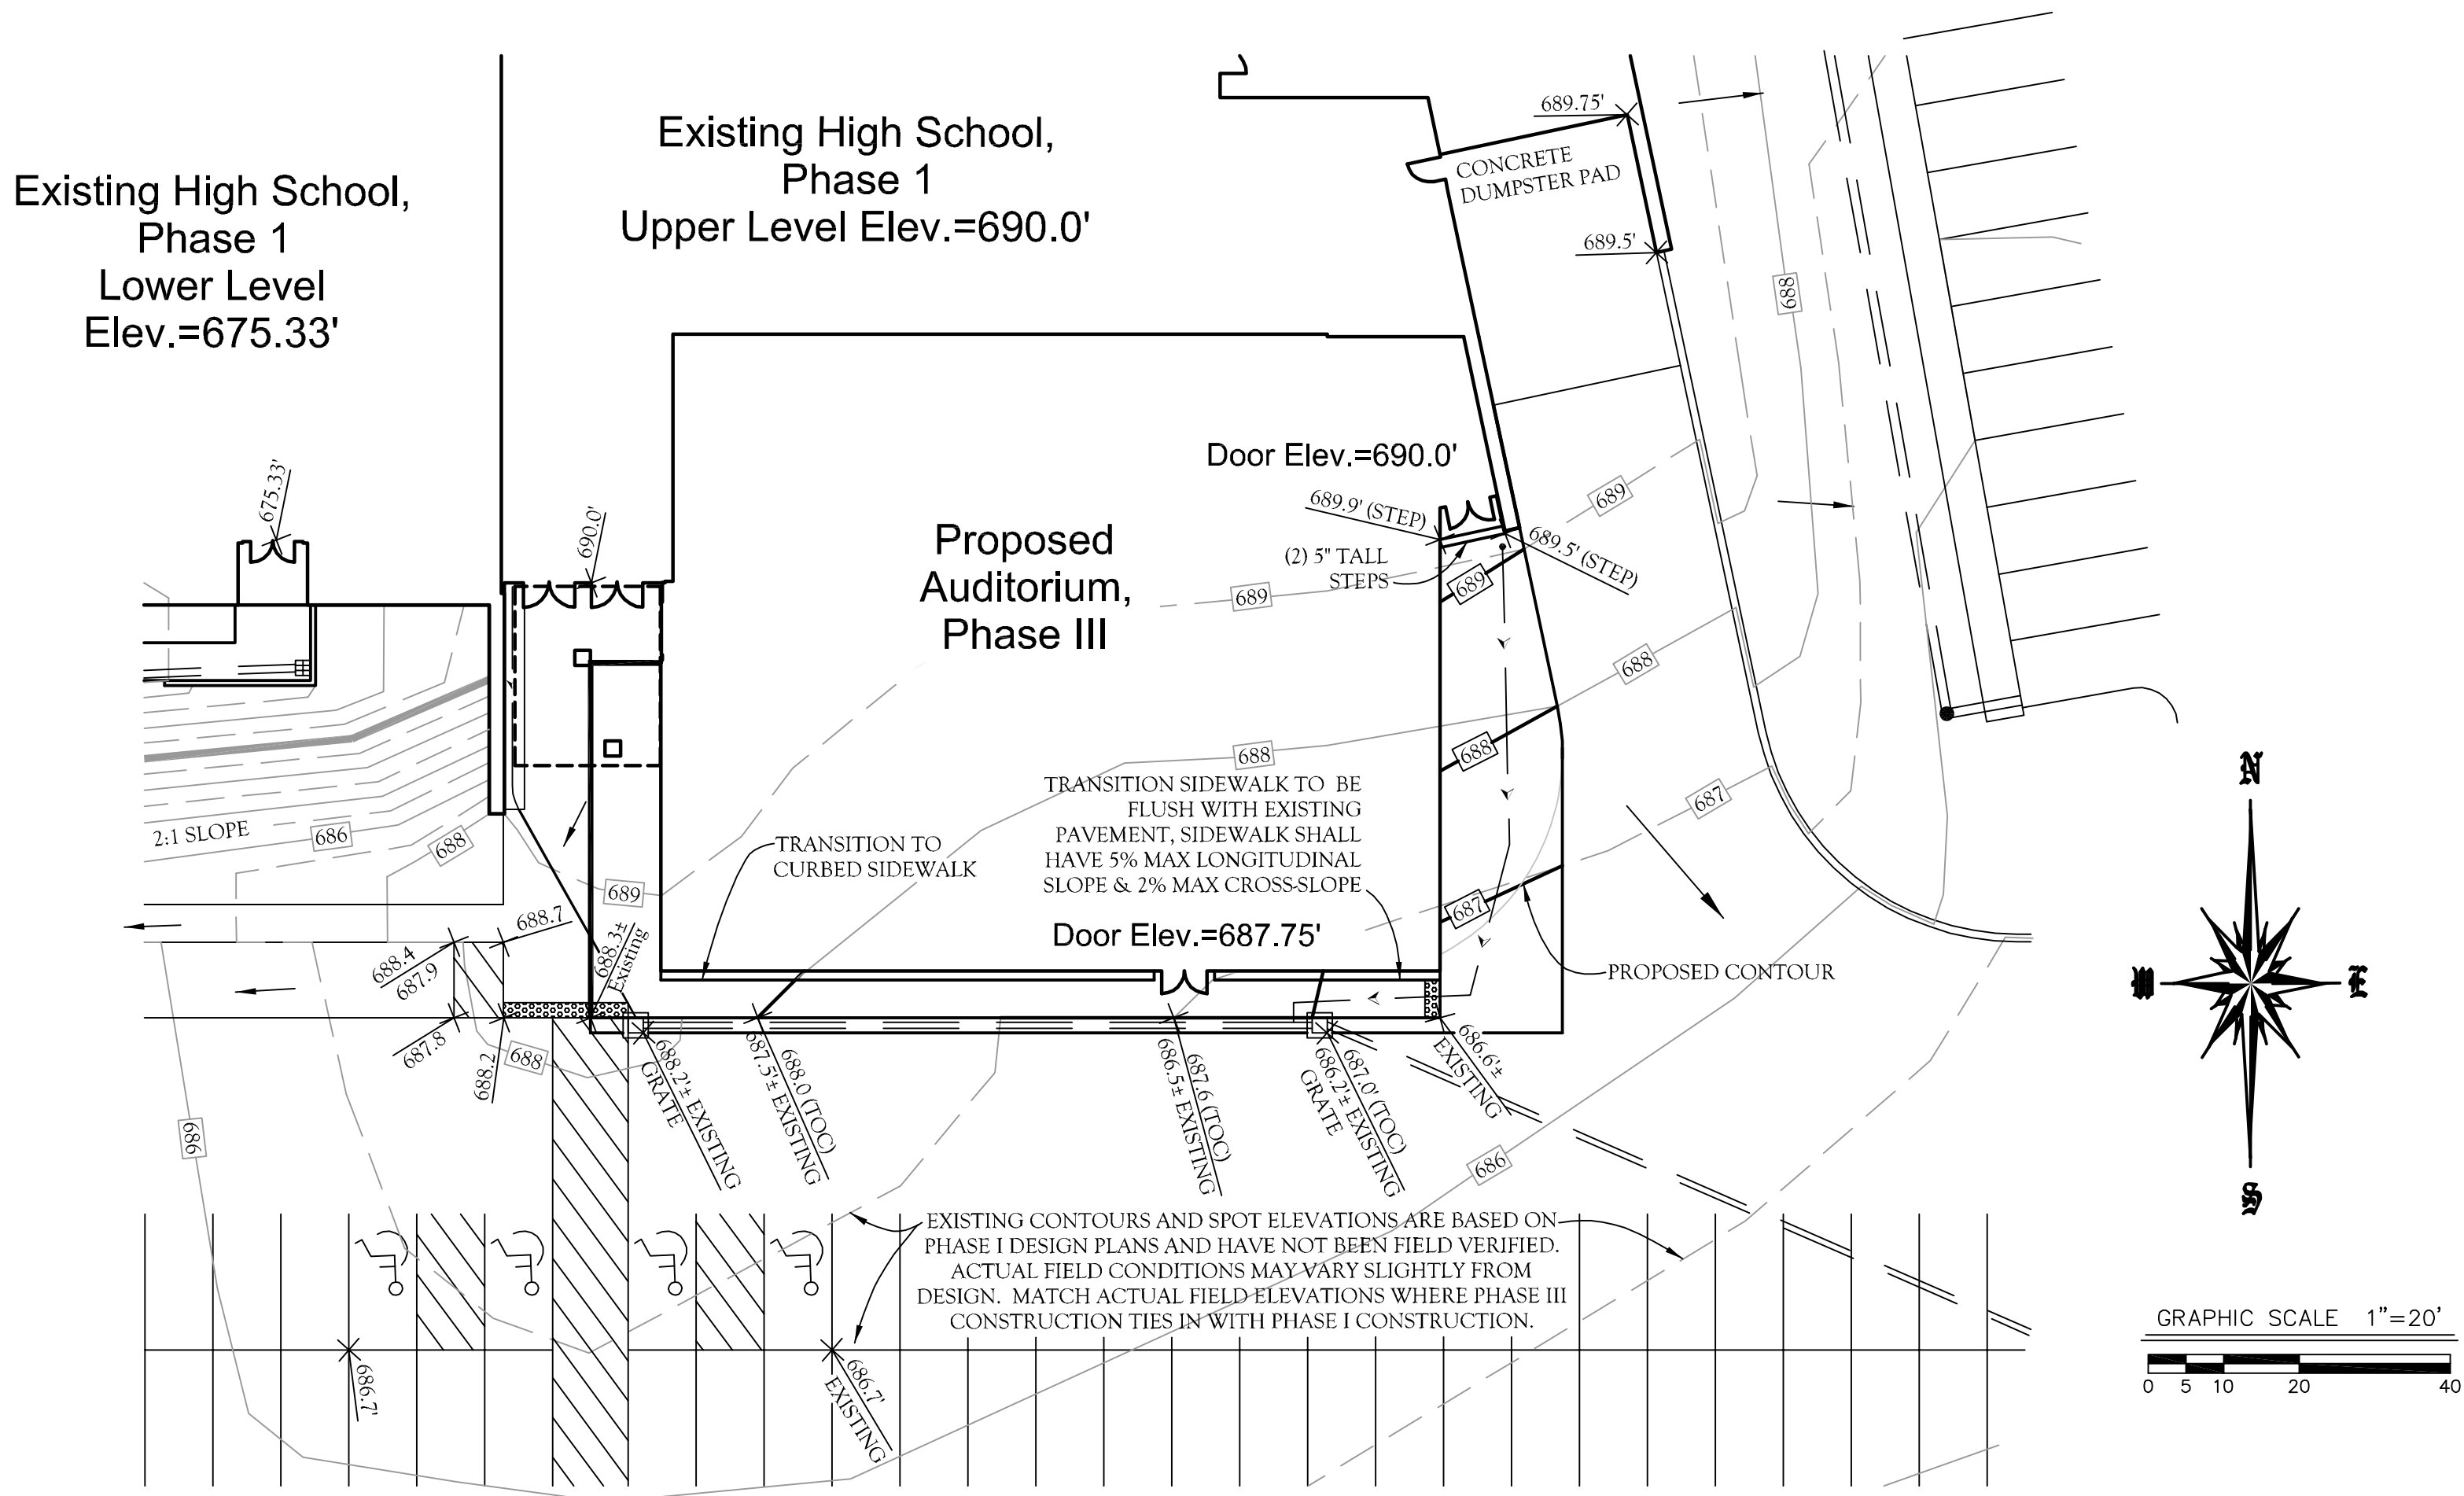 Existing High School,
Phase 1
Lower Level
Elev.=675.33'
Existing High School,
Phase 1
Upper Level Elev.=690.0'
689.75'
CONCRETE
DUMPSTER PAD
689.5'
688
675.33'
690.0'
Door Elev.=690.0'
689.9' (STEP)
(2) 5" TALL
STEPS
689.5' (STEP)
689
689
689
Proposed
Auditorium,
Phase III
688
688
688
687
687
2:1 SLOPE
686
688
689
TRANSITION TO
CURBED SIDEWALK
TRANSITION SIDEWALK TO BE
FLUSH WITH EXISTING
PAVEMENT, SIDEWALK SHALL
HAVE 5% MAX LONGITUDINAL
SLOPE & 2% MAX CROSS-SLOPE
Door Elev.=687.75'
PROPOSED CONTOUR
688.7
688.4
687.9
687.8
688.2
688
688.3±
Existing
688.2'± EXISTING
GRATE
688.0 (TOC)
687.5'± EXISTING
687.6 (TOC)
686.5± EXISTING
687.0' (TOC)
686.2'± EXISTING
GRATE
686.6'±
EXISTING
686
686
EXISTING CONTOURS AND SPOT ELEVATIONS ARE BASED ON
PHASE I DESIGN PLANS AND HAVE NOT BEEN FIELD VERIFIED.
ACTUAL FIELD CONDITIONS MAY VARY SLIGHTLY FROM
DESIGN. MATCH ACTUAL FIELD ELEVATIONS WHERE PHASE III
CONSTRUCTION TIES IN WITH PHASE I CONSTRUCTION.
686.7'
686.7'
EXISTING
N
W
E
S
GRAPHIC SCALE 1"=20'
0 5 10 20 40